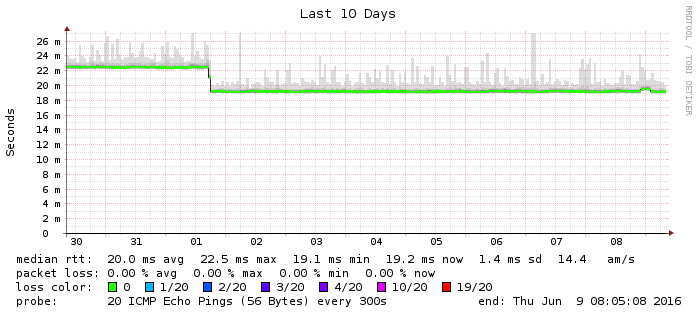 Last 10 Days
RRDTOOL / TOBI OETIKER
Seconds
26 m
24 m
22 m
20 m
18 m
16 m
14 m
12 m
10 m
8 m
6 m
4 m
2 m
0
30 31 01 02 03 04 05 06 07 08
median rtt: 20.0 ms avg 22.5 ms max 19.1 ms min 19.2 ms now 1.4 ms sd 14.4 am/s
packet loss: 0.00 % avg 0.00 % max 0.00 % min 0.00 % now
loss color: 0 1/20 2/20 3/20 4/20 10/20 19/20
probe: 20 ICMP Echo Pings (56 Bytes) every 300s end: Thu Jun 9 08:05:08 2016